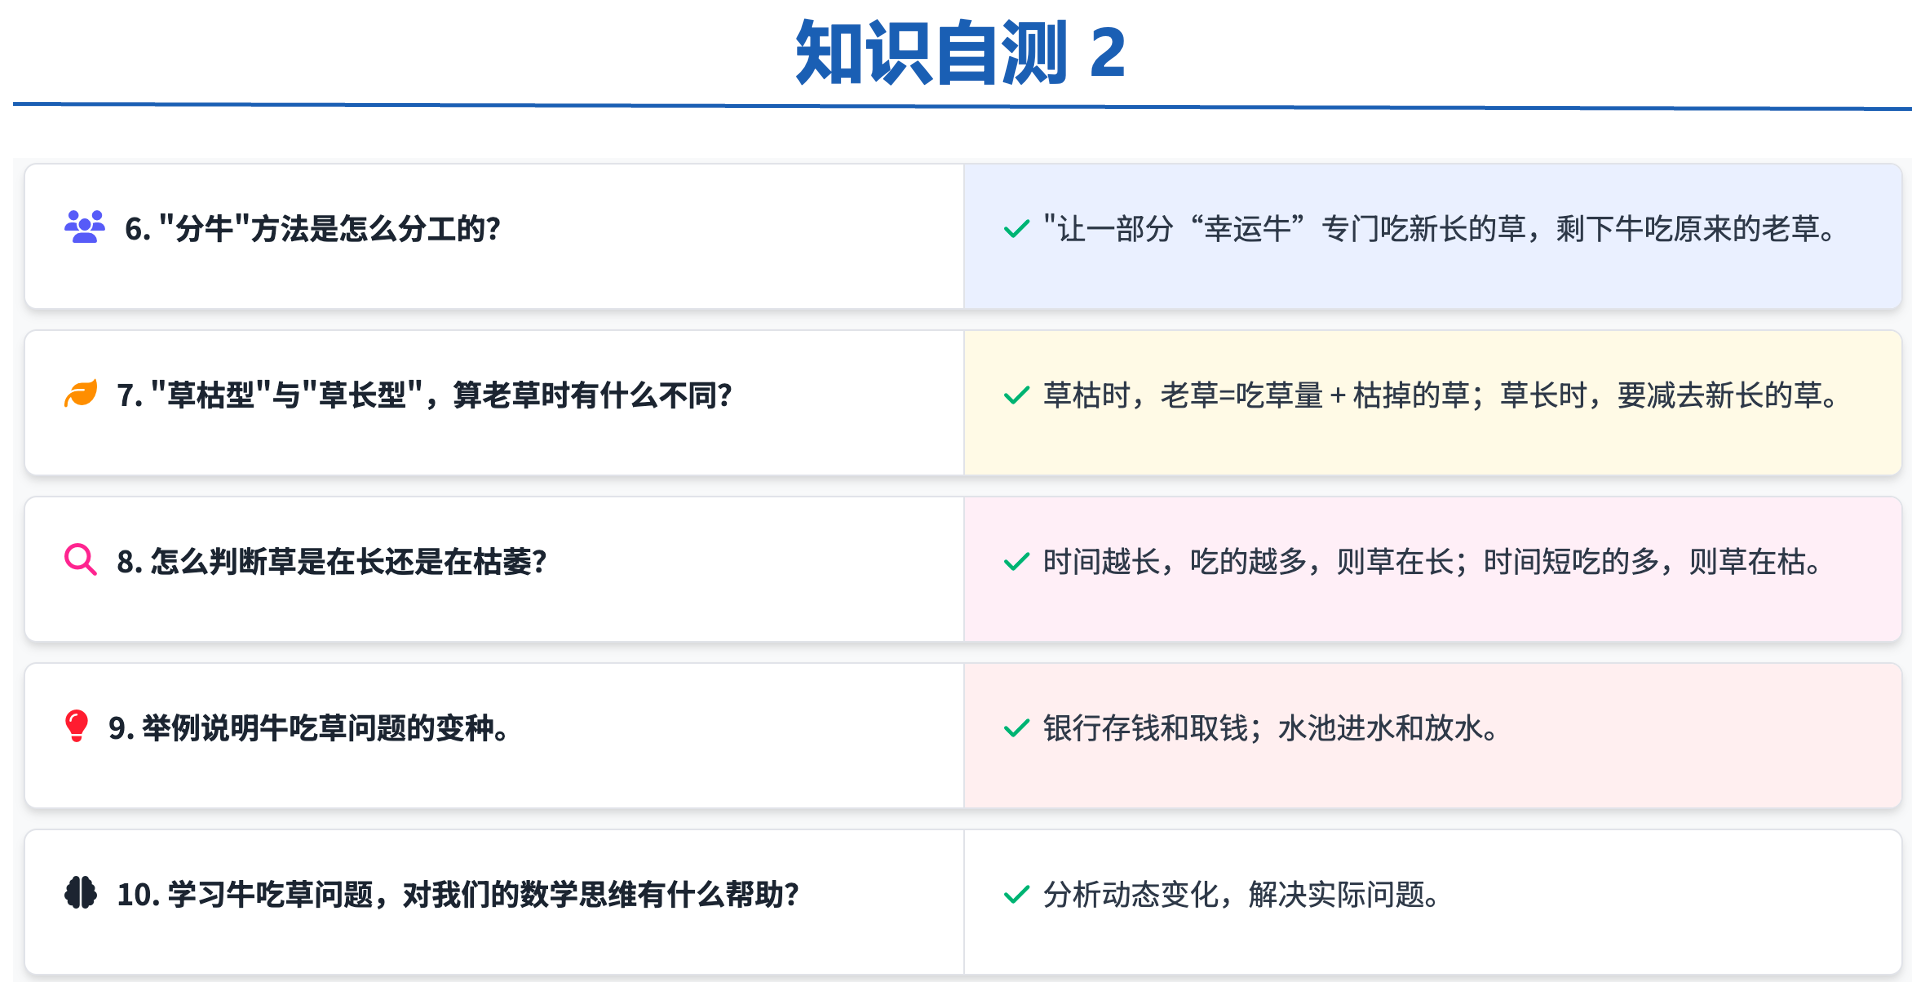 知识自测 2
6. "分牛"方法是怎么分工的？
"让一部分“幸运牛”专门吃新长的草，剩下牛吃原来的老草。
7. "草枯型"与"草长型"，算老草时有什么不同？
草枯时，老草=吃草量 + 枯掉的草；草长时，要减去新长的草。
8. 怎么判断草是在长还是在枯萎？
时间越长，吃的越多，则草在长；时间短吃的多，则草在枯。
9. 举例说明牛吃草问题的变种。
银行存钱和取钱；水池进水和放水。
10. 学习牛吃草问题，对我们的数学思维有什么帮助？
分析动态变化，解决实际问题。